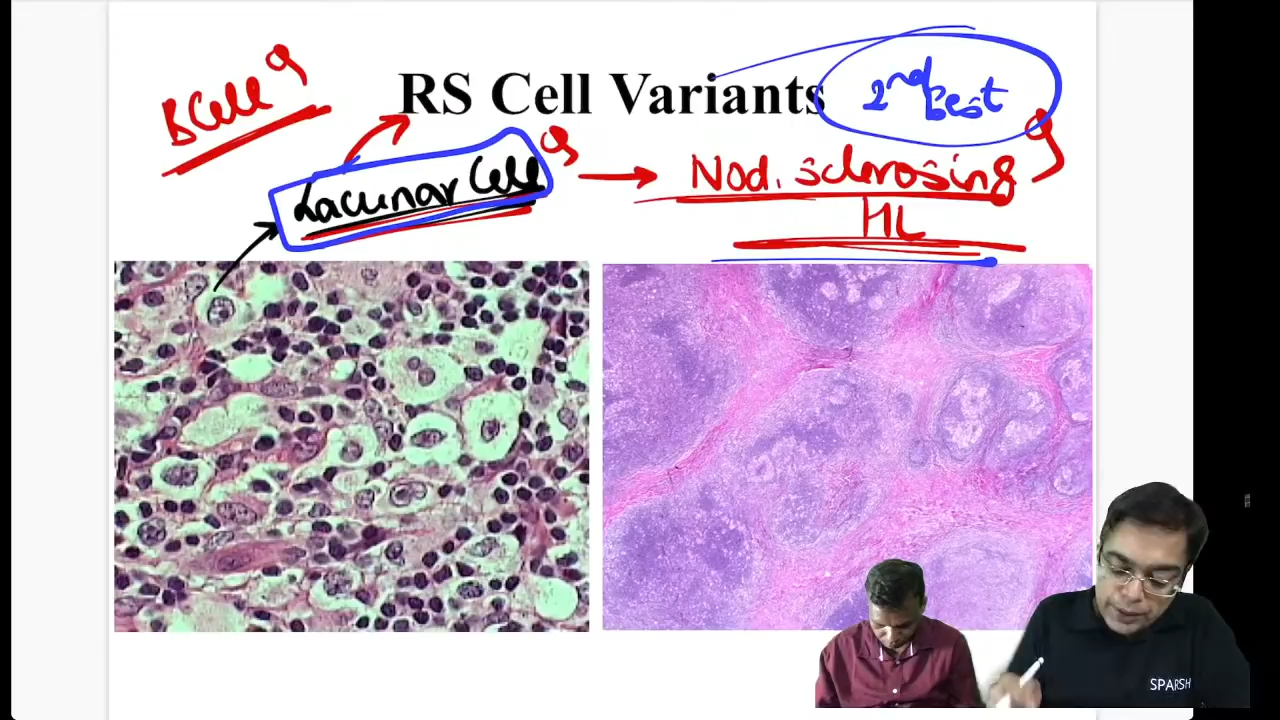 RS Cell Variants
B Cell
2nd Best
Lacunar Cell
Nod. sclerosing
HL
SPARSH